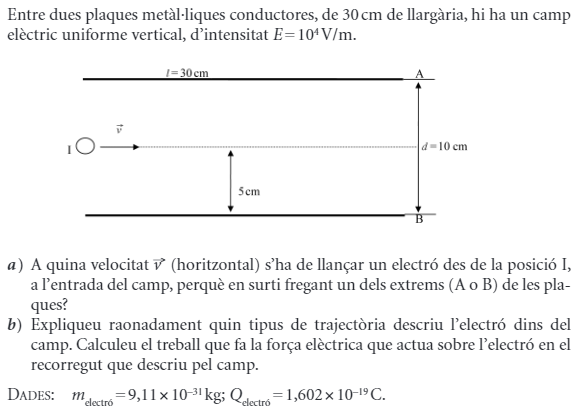 Entre dues plaques metàl·liques conductores, de 30 cm de llargària, hi ha un camp
elèctric uniforme vertical, d'intensitat E = 10⁴ V/m.
l = 30 cm
A
v⃗
I
d = 10 cm
5 cm
B
a) A quina velocitat v⃗ (horitzontal) s'ha de llançar un electró des de la posició I,
a l'entrada del camp, perquè en surti fregant un dels extrems (A o B) de les pla-
ques?
b) Expliqueu raonadament quin tipus de trajectòria descriu l'electró dins del
camp. Calculeu el treball que fa la força elèctrica que actua sobre l'electró en el
recorregut que descriu pel camp.
DADES: m_electró = 9,11 × 10⁻³¹ kg; Q_electró = 1,602 × 10⁻¹⁹ C.